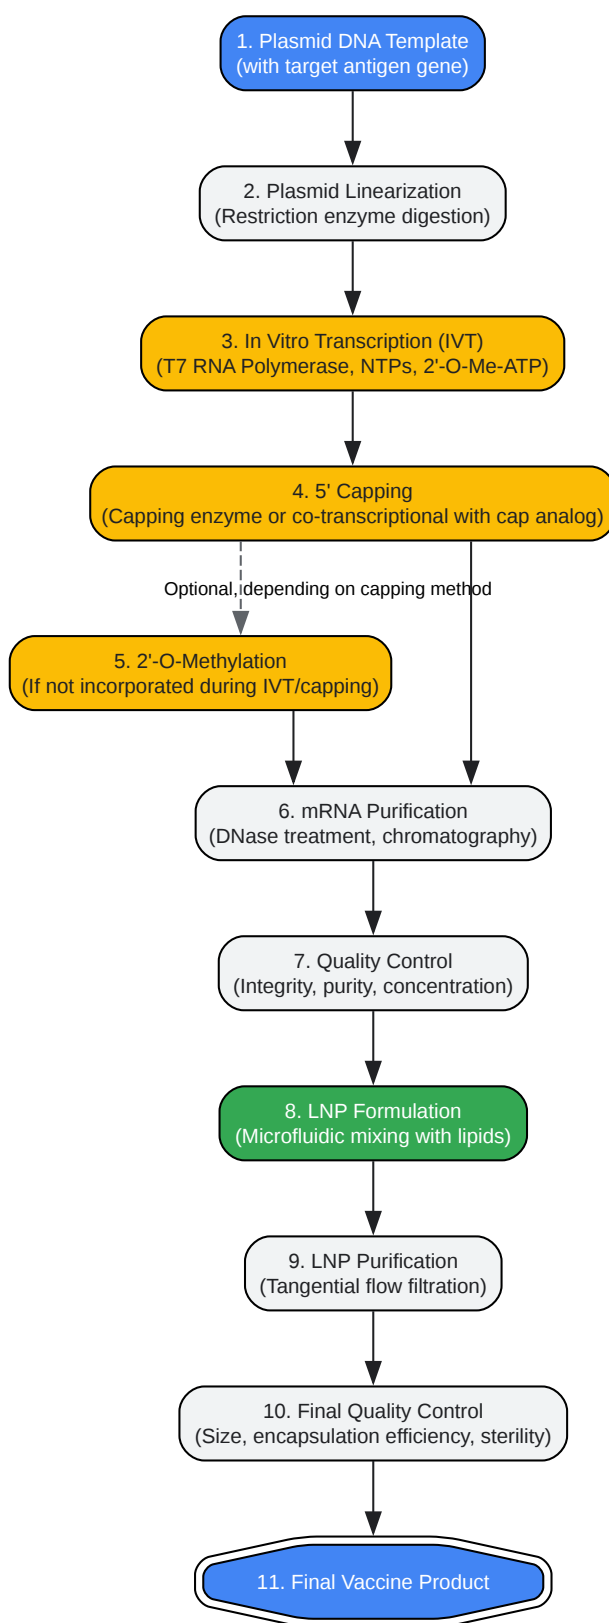 1. Plasmid DNA Template
(with target antigen gene)
2. Plasmid Linearization
(Restriction enzyme digestion)
3. In Vitro Transcription (IVT)
(T7 RNA Polymerase, NTPs, 2'-O-Me-ATP)
4. 5' Capping
(Capping enzyme or co-transcriptional with cap analog)
Optional, depending on capping method
5. 2'-O-Methylation
(If not incorporated during IVT/capping)
6. mRNA Purification
(DNase treatment, chromatography)
7. Quality Control
(Integrity, purity, concentration)
8. LNP Formulation
(Microfluidic mixing with lipids)
9. LNP Purification
(Tangential flow filtration)
10. Final Quality Control
(Size, encapsulation efficiency, sterility)
11. Final Vaccine Product